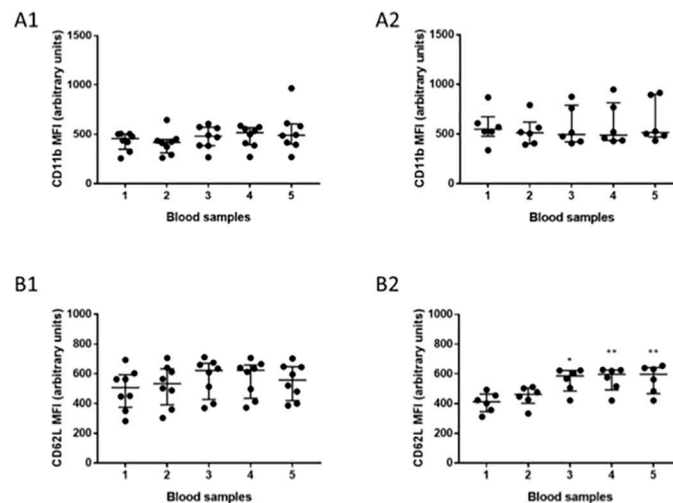 A1
A2
1500
1000
500
0
CD11b MFI (arbitrary units)
1 2 3 4 5
Blood samples
1500
1000
500
0
CD11b MFI (arbitrary units)
1 2 3 4 5
Blood samples
B1
B2
1000
800
600
400
200
0
CD62L MFI (arbitrary units)
1 2 3 4 5
Blood samples
1000
800
600
400
200
0
CD62L MFI (arbitrary units)
* ** **
1 2 3 4 5
Blood samples